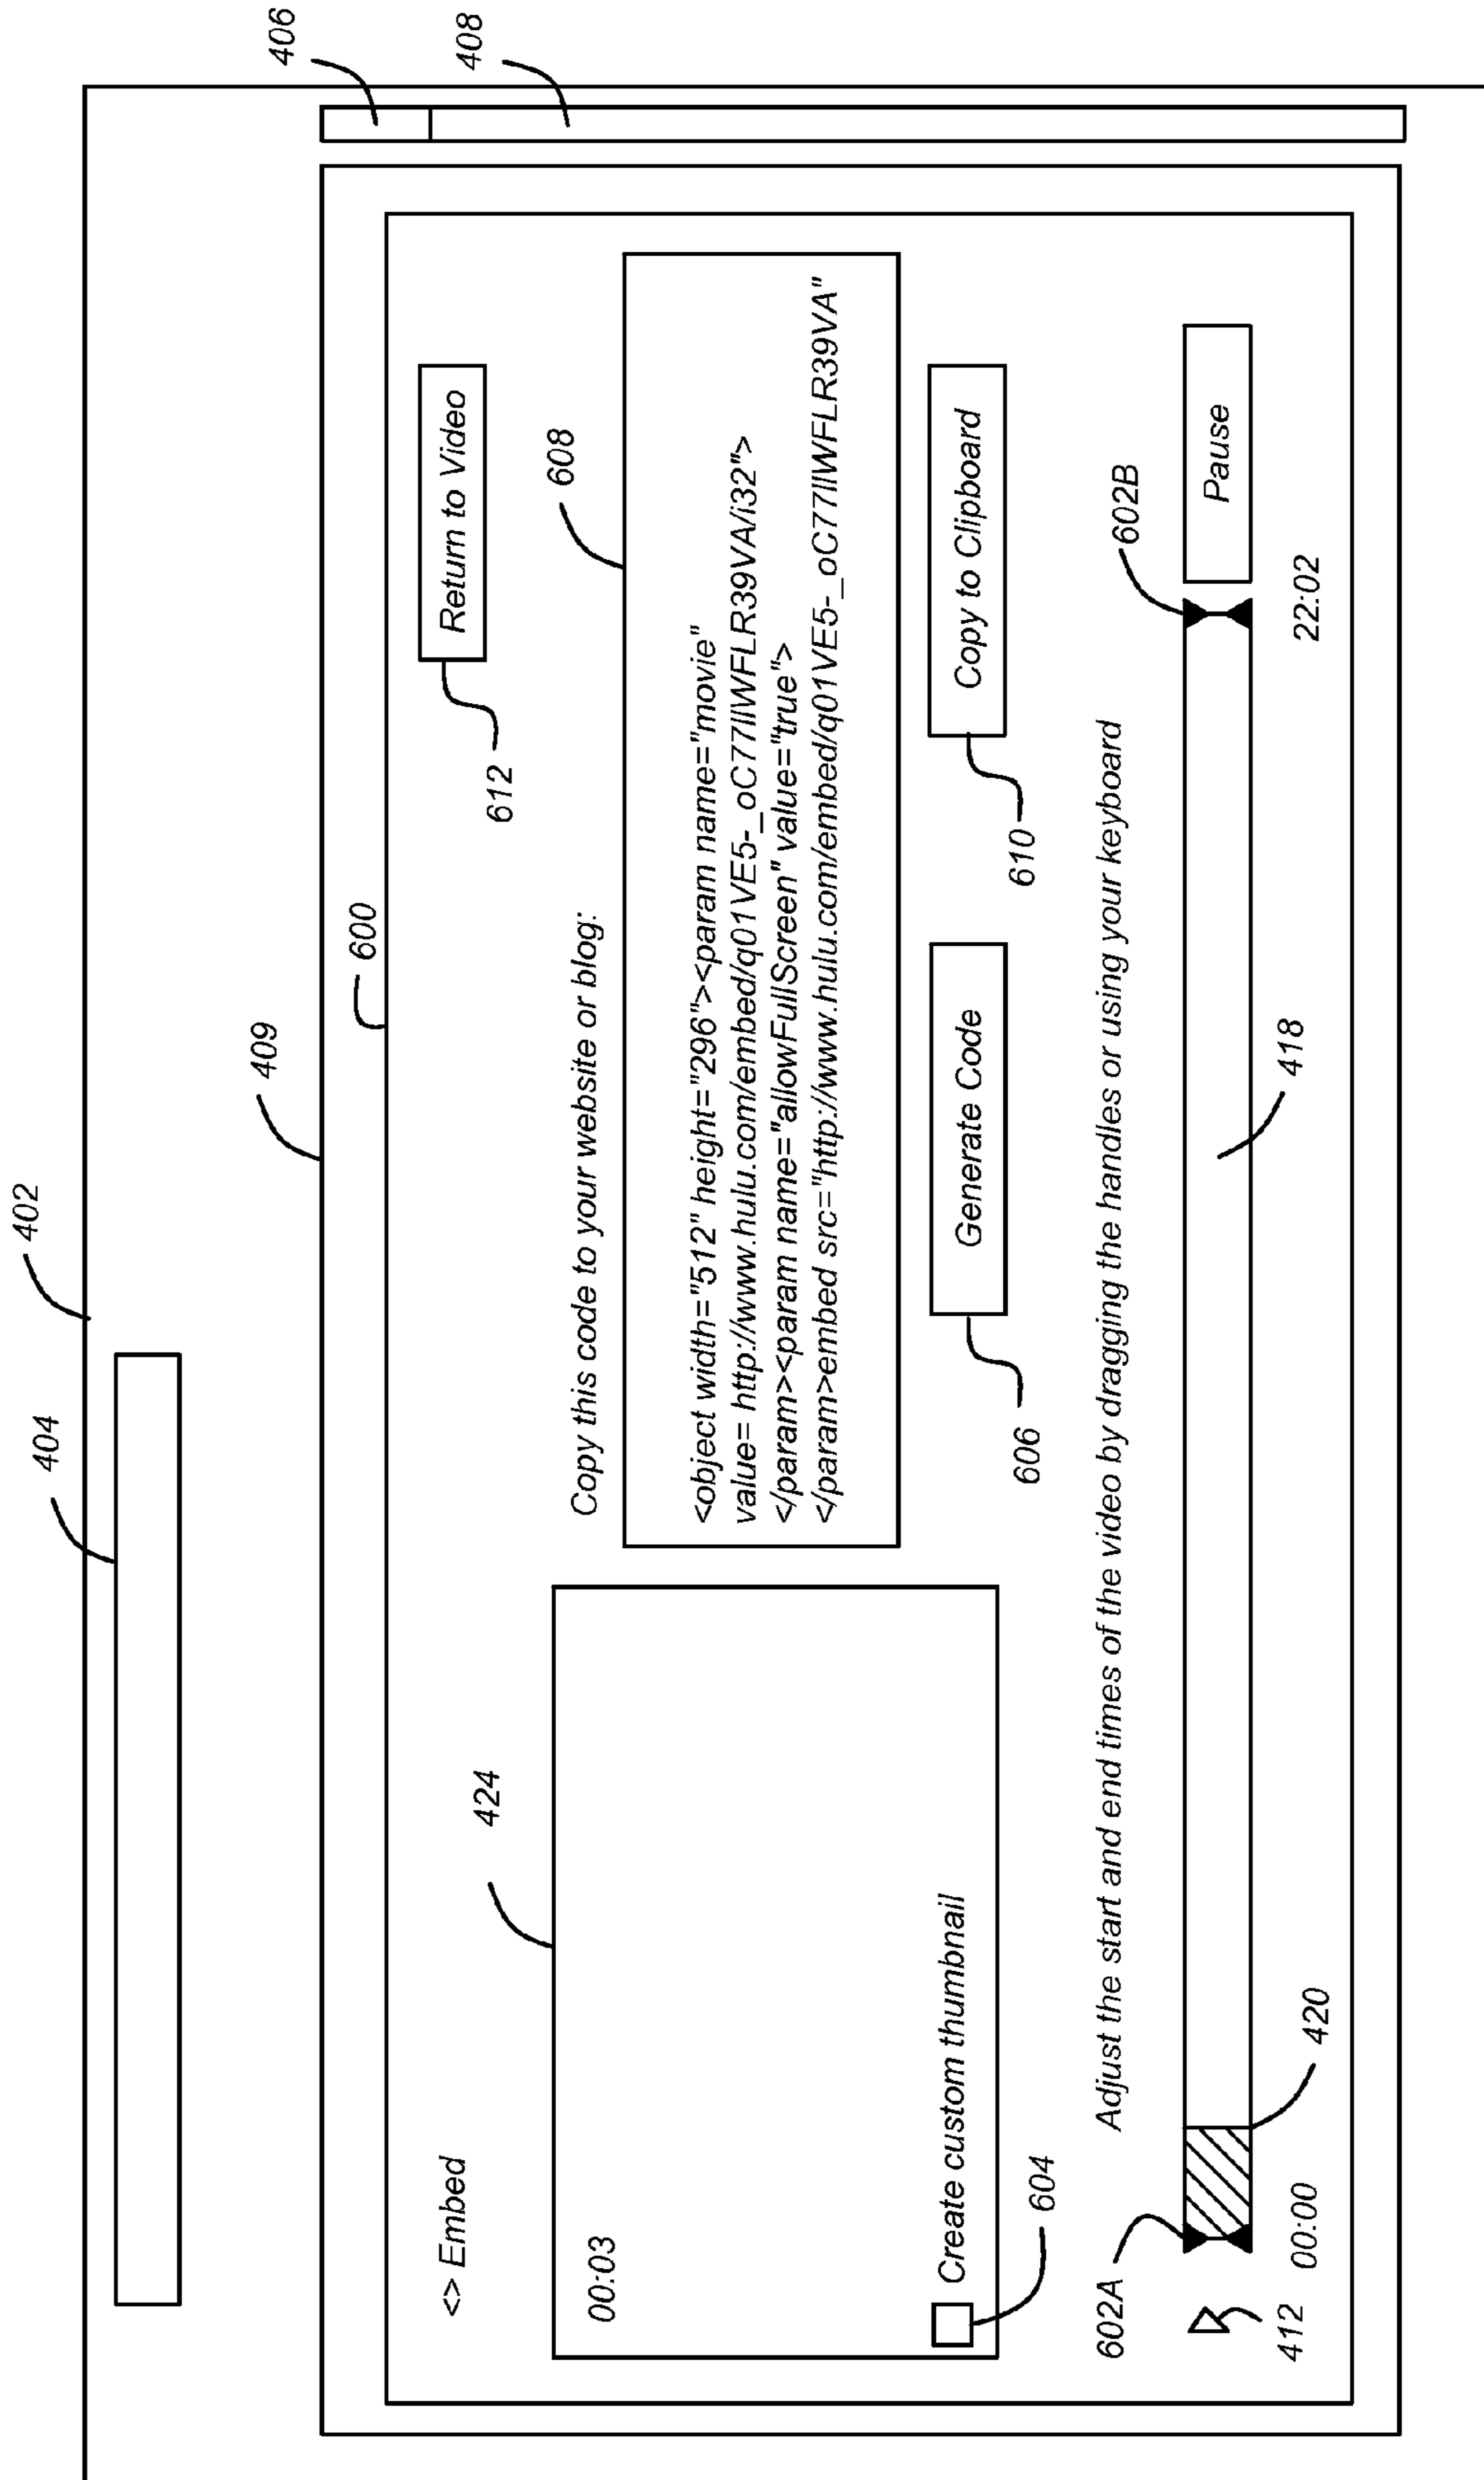 402
404
406
408
409
600
<> Embed
Return to Video
612
424
00:03
Copy this code to your website or blog:
608
<object width="512" height="296"><param name="movie"
value= http://www.hulu.com/embed/q01VE5-_oC77IIWFLR39VA/i32">
</param><param name="allowFullScreen" value="true">
</param>embed src="http://www.hulu.com/embed/q01VE5-_oC77IIWFLR39VA"
Create custom thumbnail
604
Generate Code
606
Copy to Clipboard
610
Adjust the start and end times of the video by dragging the handles or using your keyboard
602A
602B
Pause
412
00:00
420
418
22:02